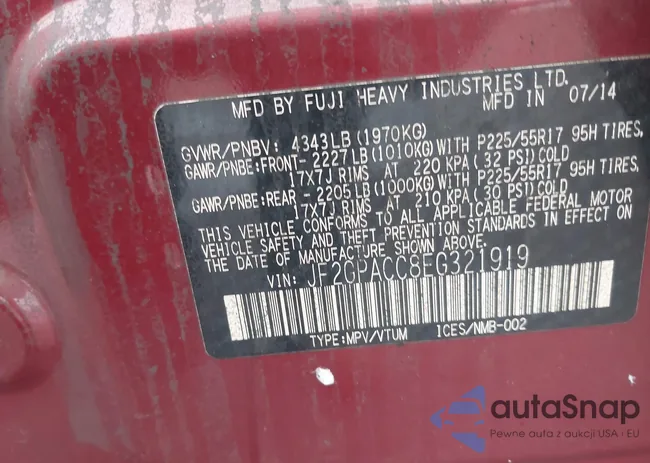 MFD BY FUJI HEAVY INDUSTRIES LTD.
MFD IN 07/14
GVWR/PNBV: 4343LB(1970KG)
GAWR/PNBE:FRONT-2227LB(1010KG)WITH P225/55R17 95H TIRES,
17X7J RIMS AT 220 KPA(32 PSI)COLD
GAWR/PNBE:REAR -2205LB(1000KG)WITH P225/55R17 95H TIRES,
17X7J RIMS AT 210 KPA(30 PSI)COLD
THIS VEHICLE CONFORMS TO ALL APPLICABLE FEDERAL MOTOR
VEHICLE SAFETY AND THEFT PREVENTION STANDARDS IN EFFECT ON
THE DATE OF MANUFACTURE SHOWN ABOVE.
VIN: JF2GPACC8EG321919
TYPE:MPV/VTUM ICES/NMB-002
autaSnap
Pewne auta z aukcji USA i EU